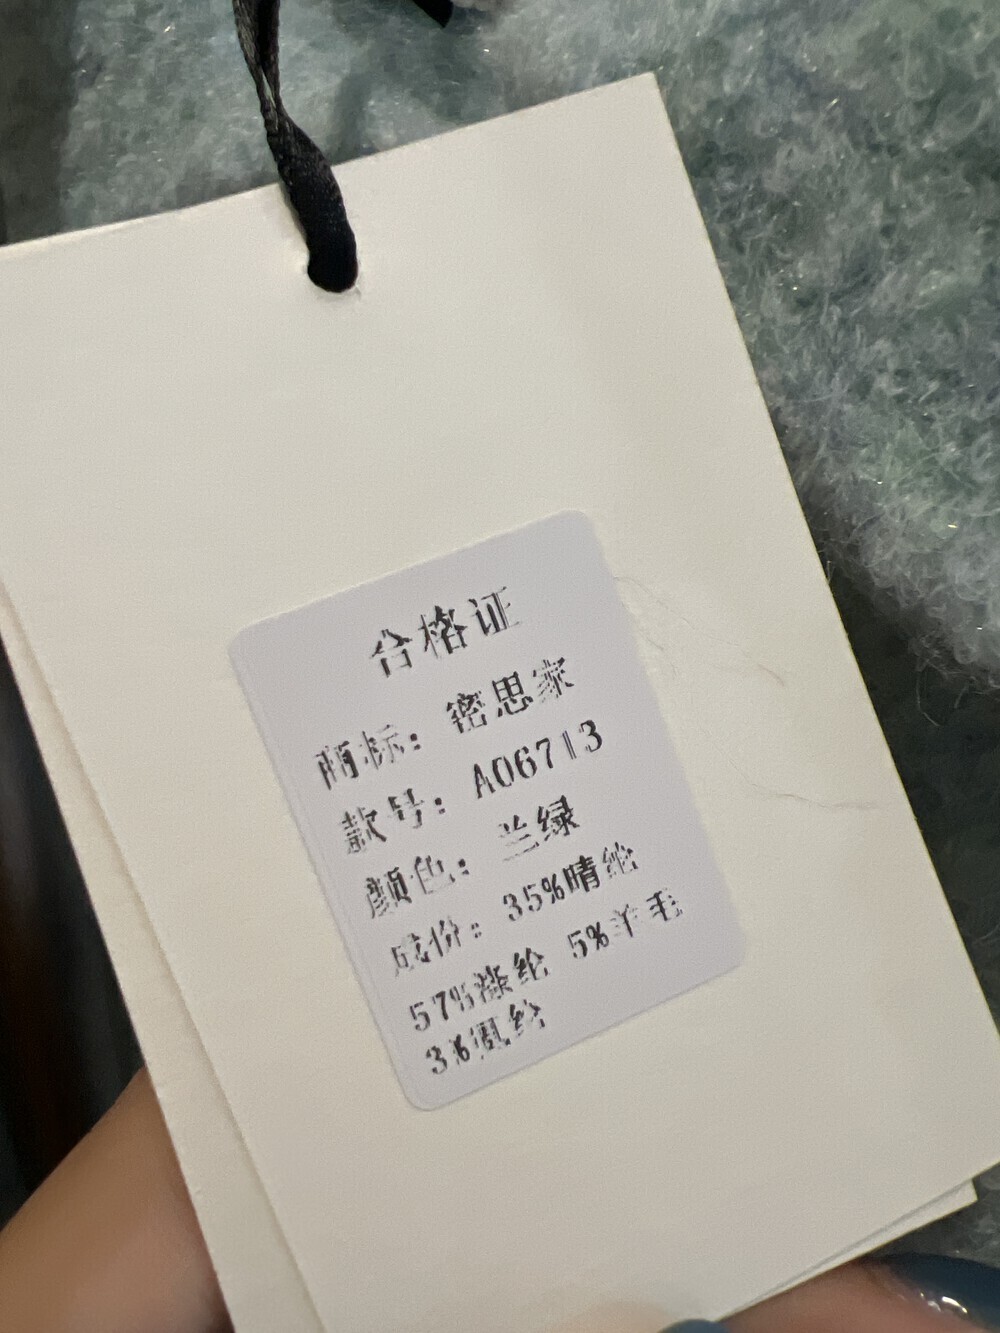 合格证
商标：密思家
款号：A06713
颜色：兰绿
成份：35%晴纶
57%涤纶 5%羊毛
3%氨纶